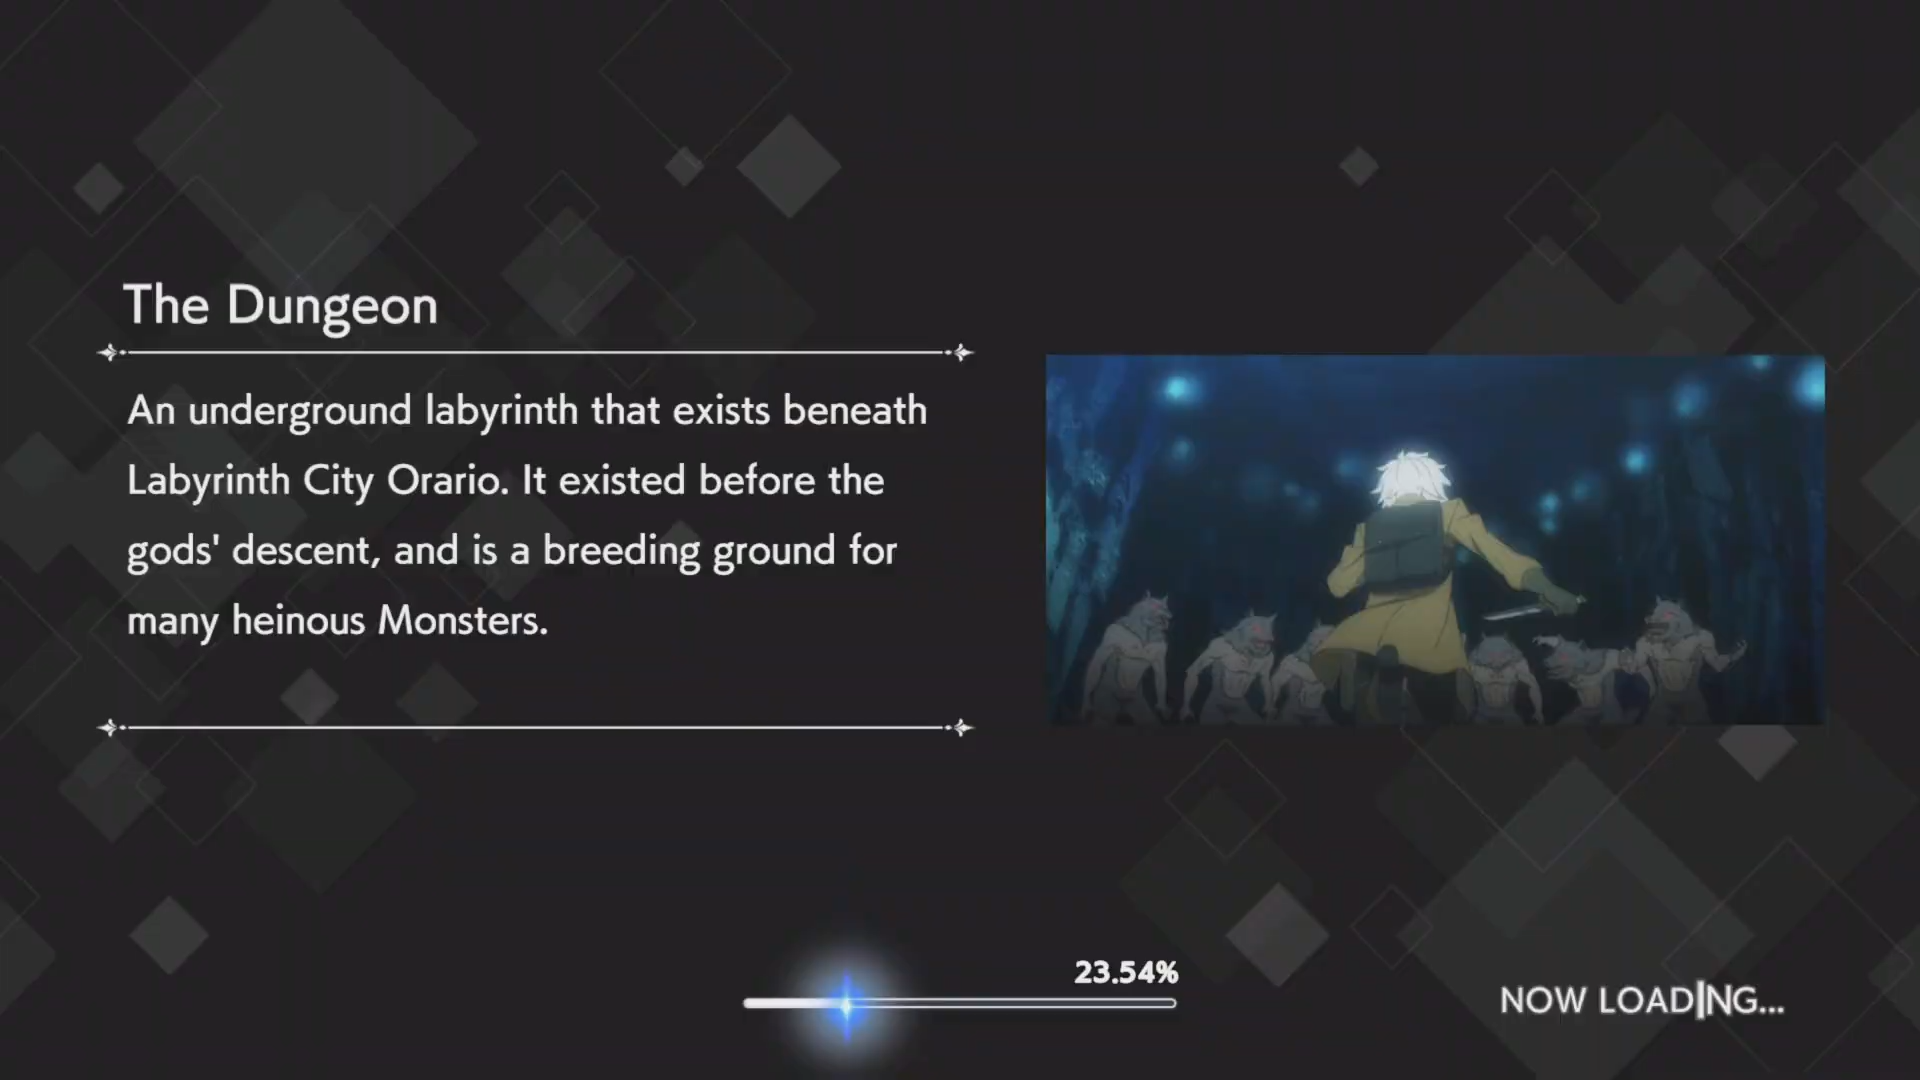 The Dungeon
An underground labyrinth that exists beneath
Labyrinth City Orario. It existed before the
gods' descent, and is a breeding ground for
many heinous Monsters.
23.54%
NOW LOADING...